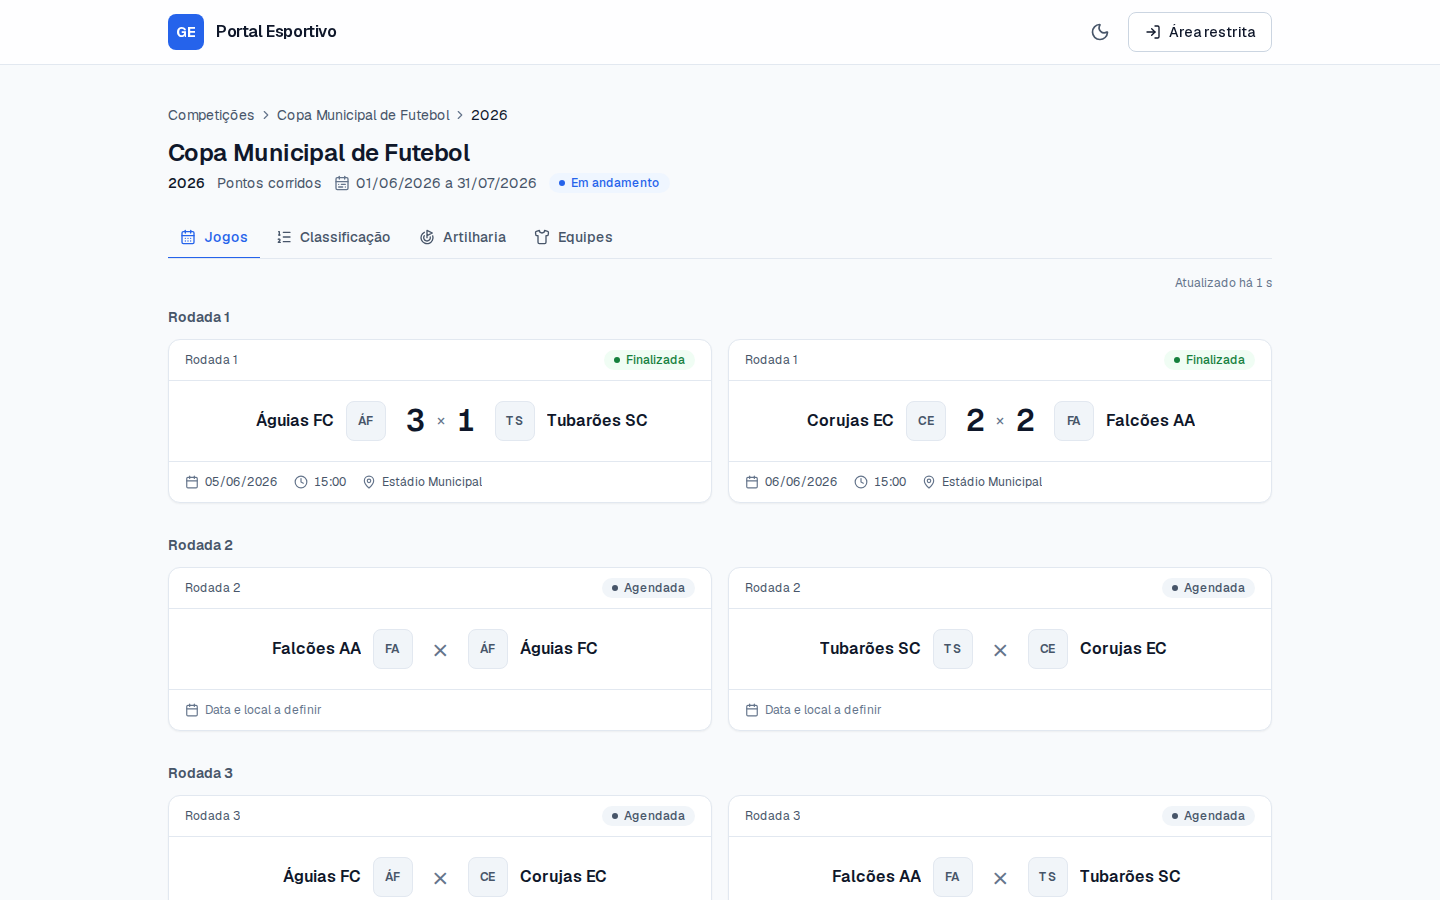 GE Portal Esportivo Área restrita
Competições Copa Municipal de Futebol 2026
Copa Municipal de Futebol
2026 Pontos corridos 01/06/2026 a 31/07/2026 Em andamento
Jogos Classificação Artilharia Equipes
Atualizado há 1 s
Rodada 1
Rodada 1 Finalizada
Águias FC ÁF 3 × 1 TS Tubarões SC
05/06/2026 15:00 Estádio Municipal
Rodada 1 Finalizada
Corujas EC CE 2 × 2 FA Falcões AA
06/06/2026 15:00 Estádio Municipal
Rodada 2
Rodada 2 Agendada
Falcões AA FA × ÁF Águias FC
Data e local a definir
Rodada 2 Agendada
Tubarões SC TS × CE Corujas EC
Data e local a definir
Rodada 3
Rodada 3 Agendada
Águias FC ÁF × CE Corujas EC
Rodada 3 Agendada
Falcões AA FA × TS Tubarões SC